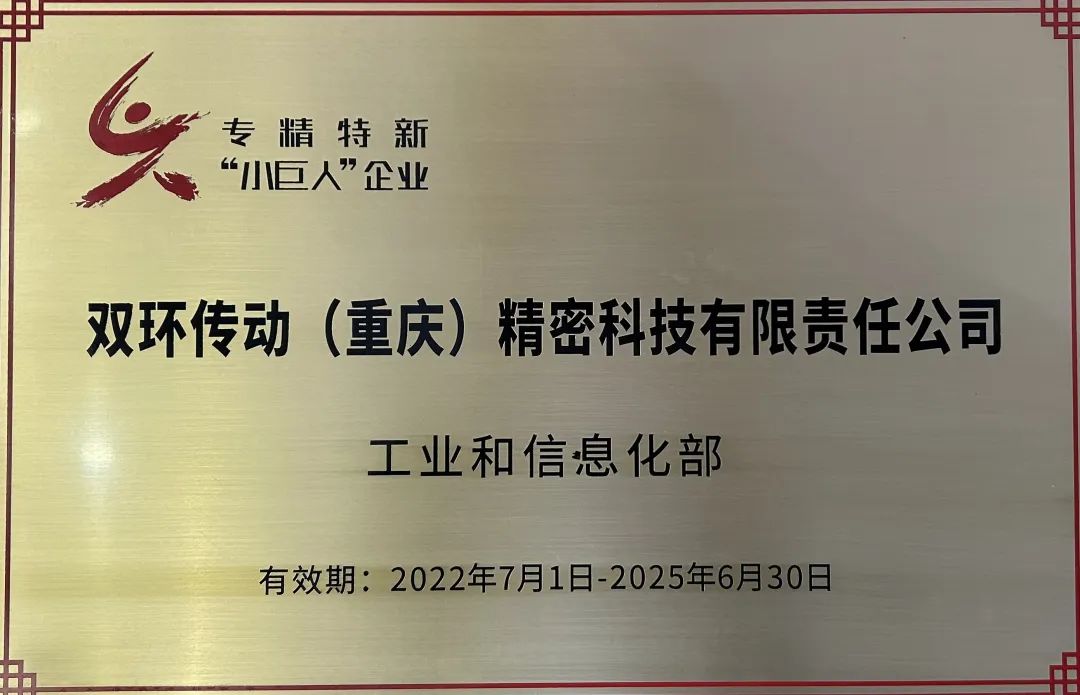 专精特新
“小巨人”企业
双环传动（重庆）精密科技有限责任公司
工业和信息化部
有效期：2022年7月1日-2025年6月30日